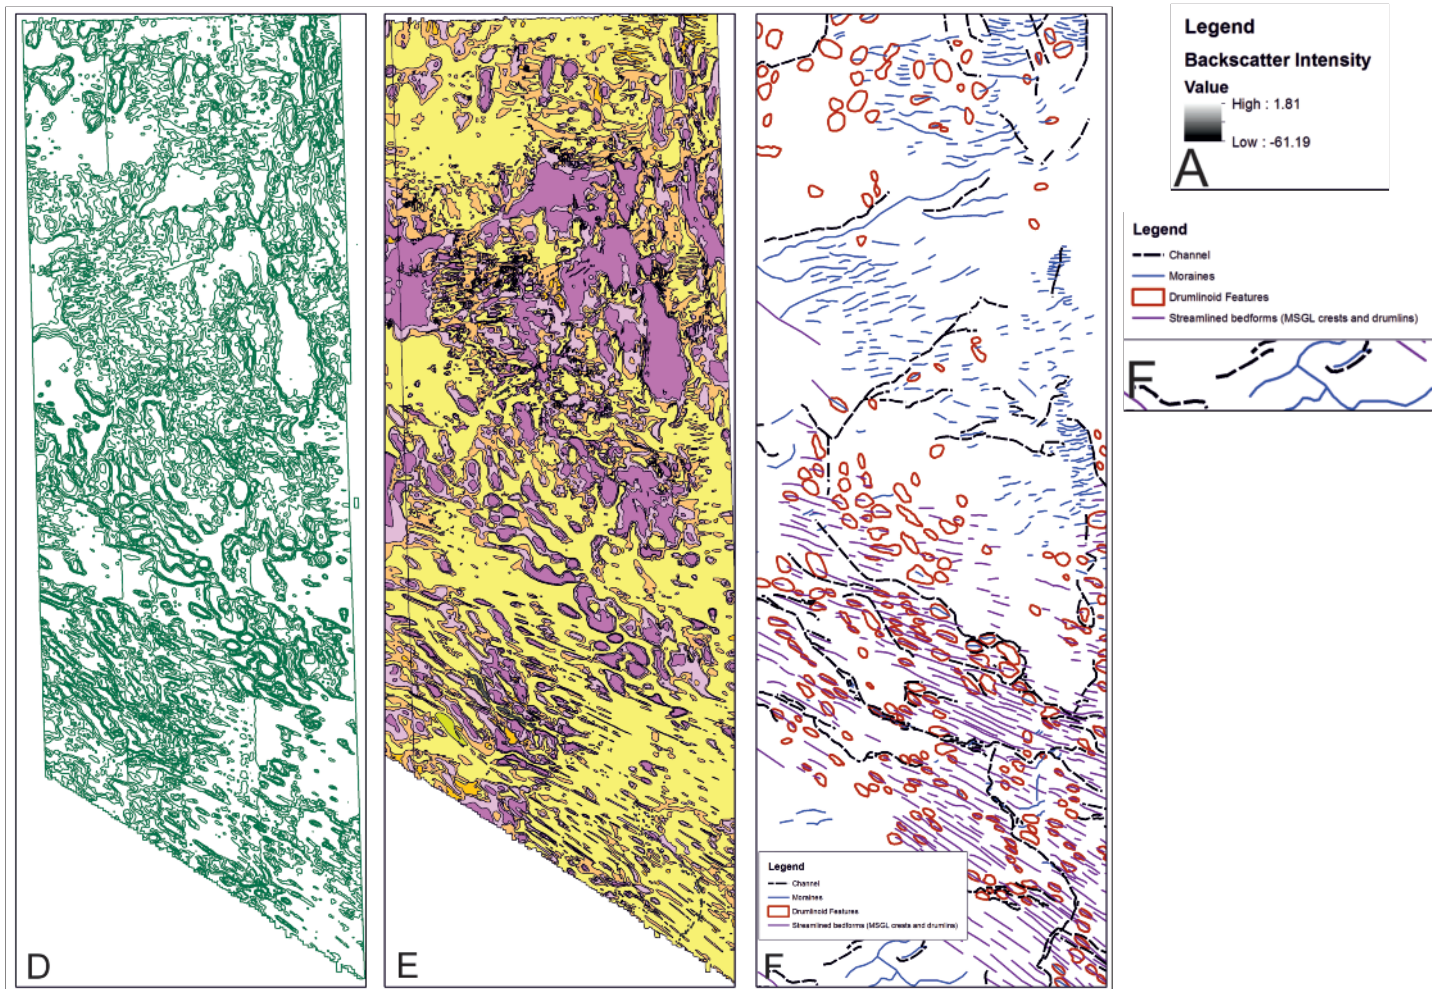 Legend
Backscatter Intensity
Value
High : 1.81
Low : -61.19
A
Legend
Channel
Moraines
Drumlinoid Features
Streamlined bedforms (MSGL crests and drumlins)
F
Legend
Channel
Moraines
Drumlinoid Features
Streamlined bedforms (MSGL crests and drumlins)
D
E
F